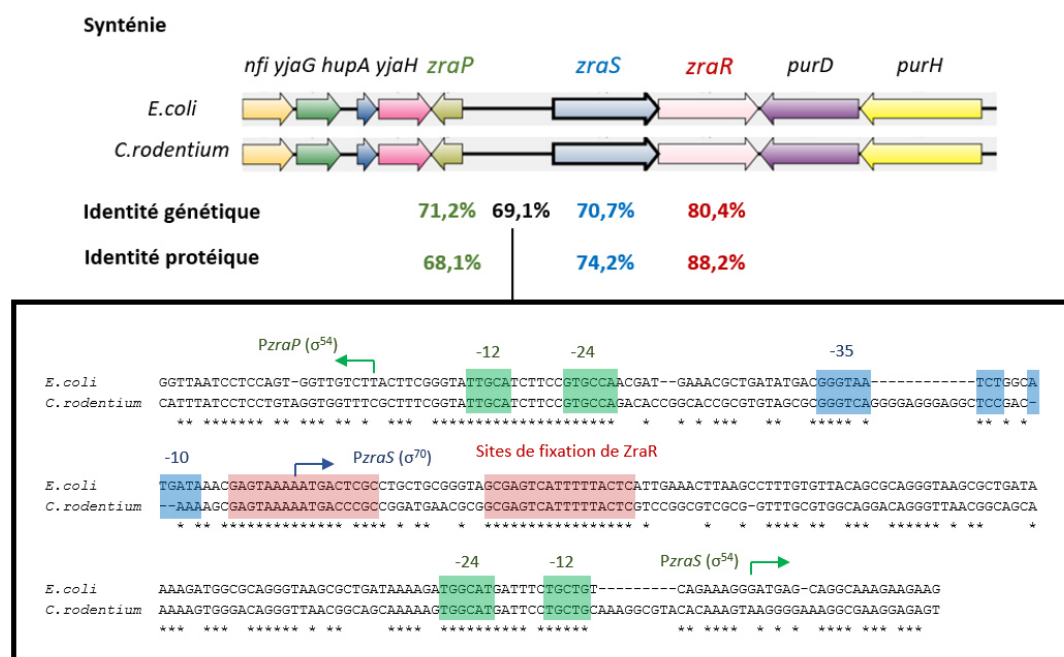 Synténie
nfi yjaG hupA yjaH zraP zraS zraR purD purH
E.coli
C.rodentium
Identité génétique 71,2% 69,1% 70,7% 80,4%
Identité protéique 68,1% 74,2% 88,2%
PzraP (σ54) -12 -24 -35
E.coli GGTTAATCCTCCAGT-GGTTGTCTTACTTCGGGTATTGCATCTTCCGTGCCAACGAT--GAAACGCTGATATGACGGGTAA------------TCTGGCA
C.rodentium CATTTATCCTCCTGTAGGTGGTTTCGCTTTCGGTATTGCATCTTCCGTGCCAGACACCGGCACCGCGTGTAGCGCGGGTCAGGGGAGGGAGGCTCCGAC-
-10 PzraS (σ70) Sites de fixation de ZraR
E.coli TGATAAACGAGTAAAAATGACTCGCCTGCTGCGGGTAGCGAGTCATTTTTACTCATTGAAACTTAAGCCTTTGTGTTACAGCGCAGGGTAAGCGCTGATA
C.rodentium --AAAAGCGAGTAAAAATGACCCGCCGGATGAACGCGGCGAGTCATTTTTACTCGTCCGGCGTCGCG-GTTTGCGTGGCAGGACAGGGTTAACGGCAGCA
-24 -12 PzraS (σ54)
E.coli AAAGATGGCGCAGGGTAAGCGCTGATAAAAGATGGCATGATTTCTGCTGT----------CAGAAAGGGATGAG-CAGGCAAAGAAGAAG
C.rodentium AAAAGTGGGACAGGGTTAACGGCAGCAAAAAGTGGCATGATTCCTGCTGCAAAGGCGTACACAAAGTAAGGGGAAAGGCGAAGGAGAGT